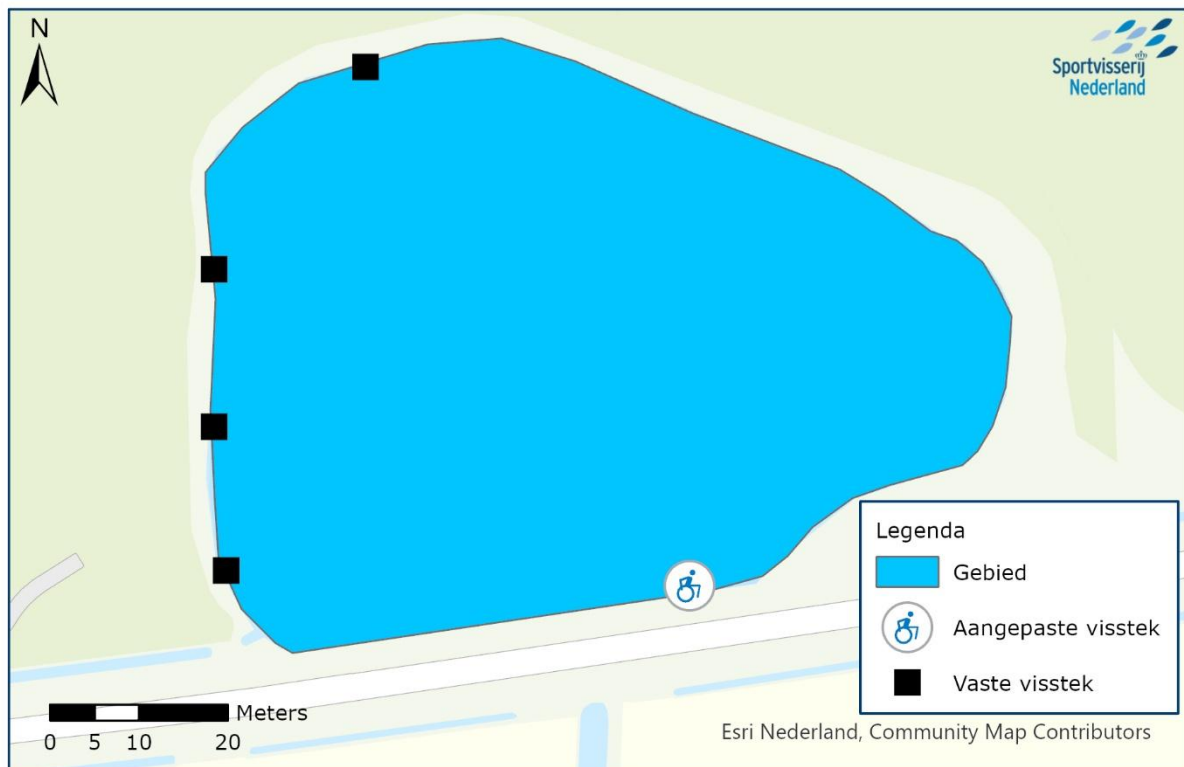 N
Sportvisserij
Nederland
Legenda
Gebied
Aangepaste visstek
Vaste visstek
Meters
0 5 10 20
Esri Nederland, Community Map Contributors